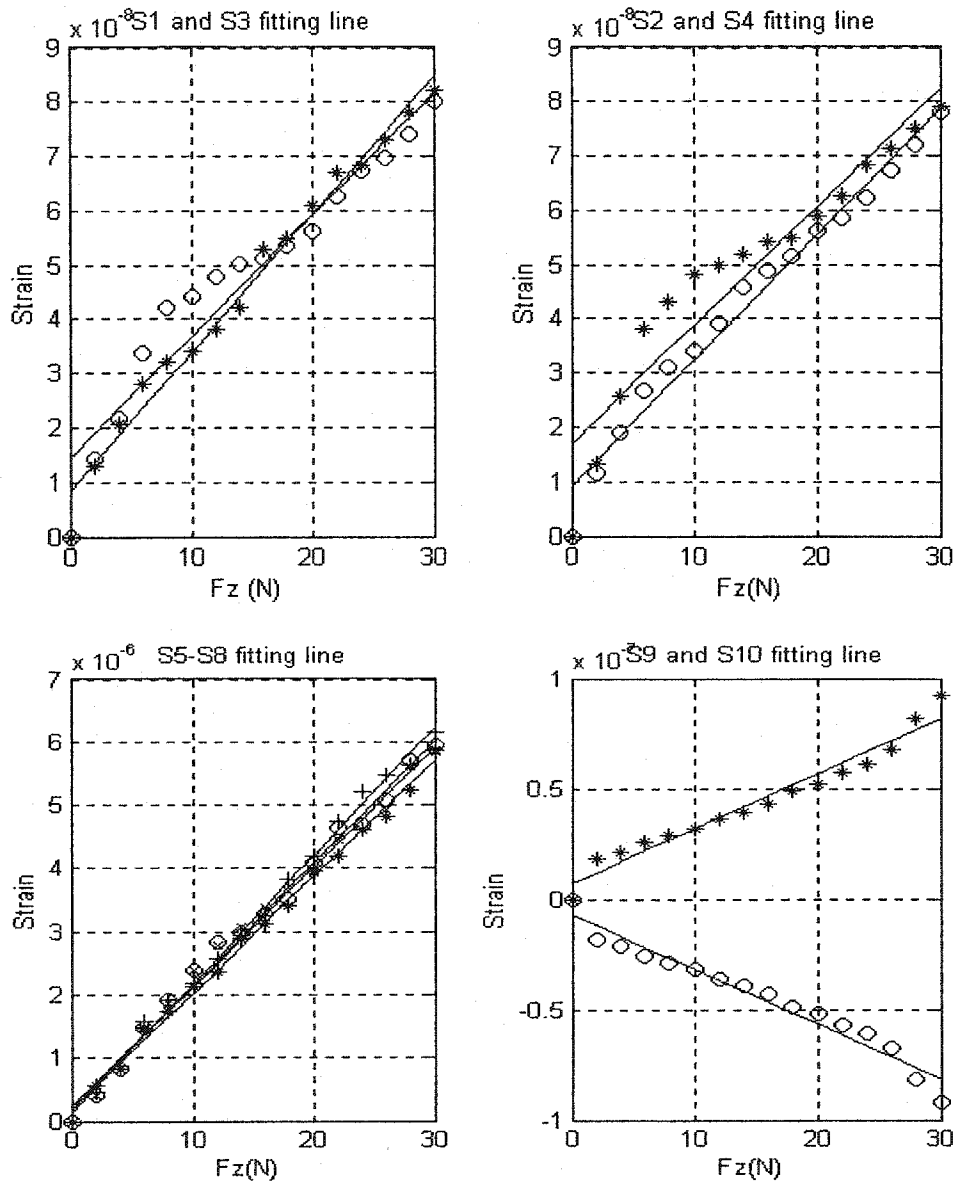 x 10⁻⁸S1 and S3 fitting line
9
8
7
6
5
4
3
2
1
0
Strain
0 10 20 30
Fz (N)
x 10⁻⁸S2 and S4 fitting line
9
8
7
6
5
4
3
2
1
0
Strain
0 10 20 30
Fz(N)
x 10⁻⁶ S5-S8 fitting line
7
6
5
4
3
2
1
0
Strain
0 10 20 30
Fz(N)
x 10⁻⁷S9 and S10 fitting line
1
0.5
0
-0.5
-1
Strain
0 10 20 30
Fz(N)